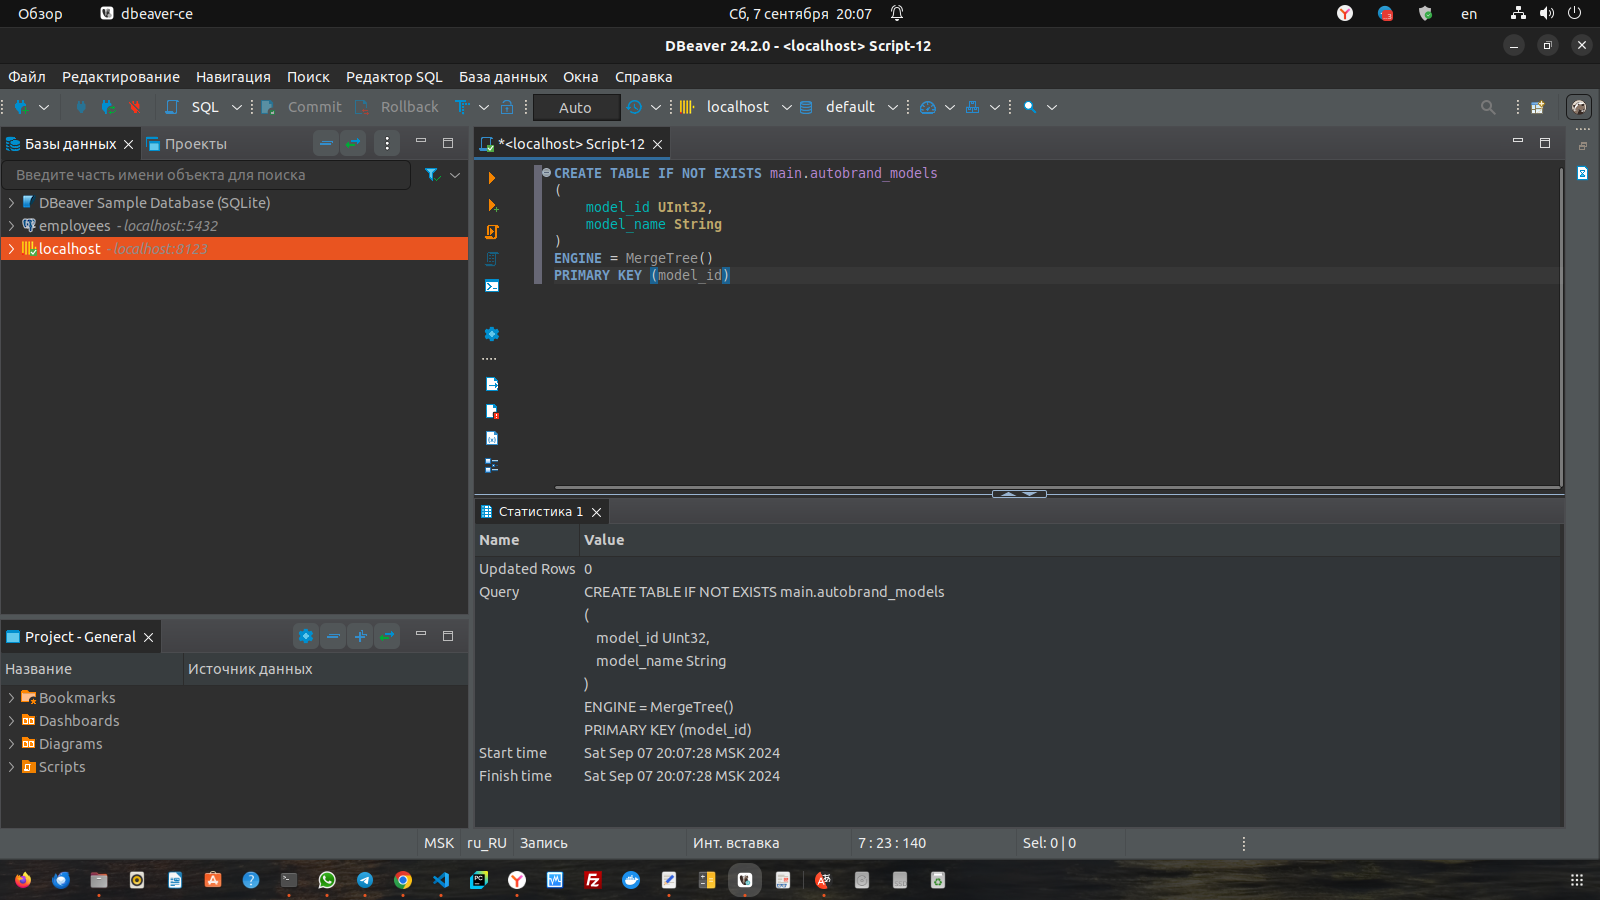 Обзор
dbeaver-ce
Сб, 7 сентября 20:07
en
DBeaver 24.2.0 - <localhost> Script-12
Файл Редактирование Навигация Поиск Редактор SQL База данных Окна Справка
SQL Commit Rollback Auto localhost default
Базы данных
Проекты
Введите часть имени объекта для поиска
DBeaver Sample Database (SQLite)
employees - localhost:5432
localhost - localhost:8123
*<localhost> Script-12
CREATE TABLE IF NOT EXISTS main.autobrand_models
(
model_id UInt32,
model_name String
)
ENGINE = MergeTree()
PRIMARY KEY (model_id)
Статистика 1
Name Value
Updated Rows 0
Query CREATE TABLE IF NOT EXISTS main.autobrand_models
(
model_id UInt32,
model_name String
)
ENGINE = MergeTree()
PRIMARY KEY (model_id)
Start time Sat Sep 07 20:07:28 MSK 2024
Finish time Sat Sep 07 20:07:28 MSK 2024
Project - General
Название Источник данных
Bookmarks
Dashboards
Diagrams
Scripts
MSK ru_RU Запись Инт. вставка 7 : 23 : 140 Sel: 0 | 0